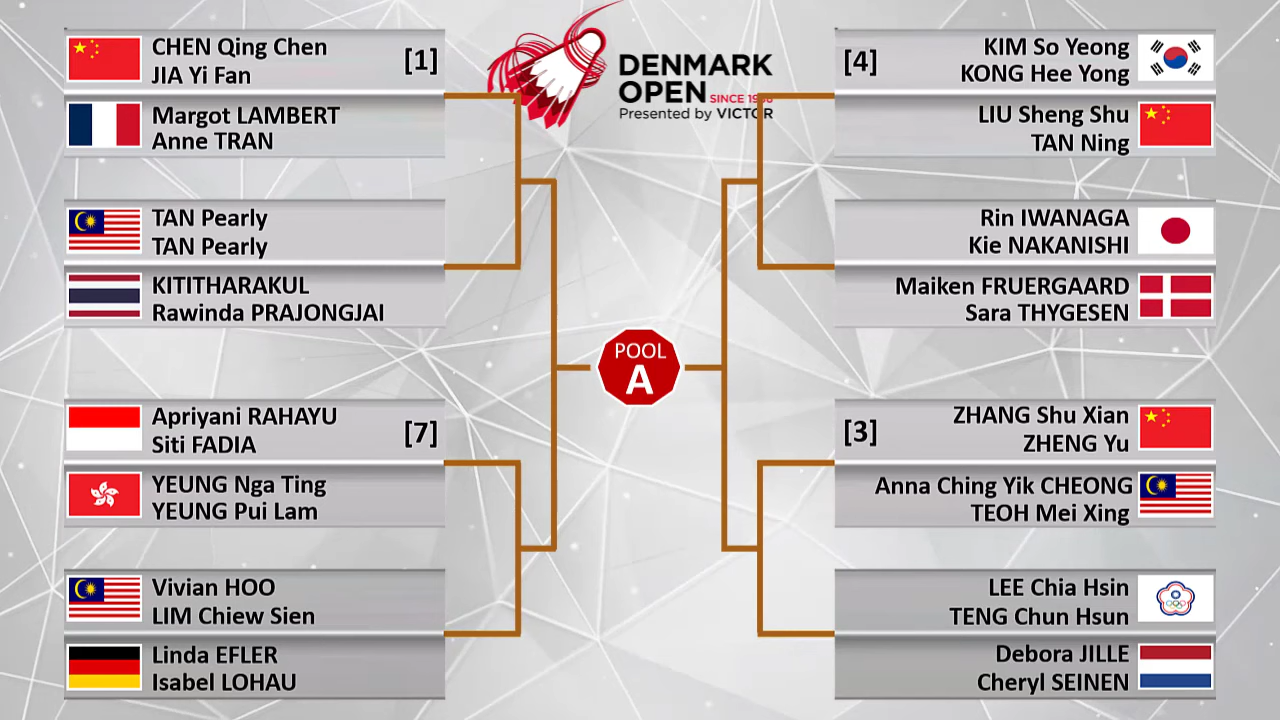 CHEN Qing Chen
JIA Yi Fan
[1]
Margot LAMBERT
Anne TRAN
TAN Pearly
TAN Pearly
KITITHARAKUL
Rawinda PRAJONGJAI
Apriyani RAHAYU
Siti FADIA
[7]
YEUNG Nga Ting
YEUNG Pui Lam
Vivian HOO
LIM Chiew Sien
Linda EFLER
Isabel LOHAU
DENMARK
OPEN SINCE
Presented by VICTOR
POOL
A
[4]
KIM So Yeong
KONG Hee Yong
LIU Sheng Shu
TAN Ning
Rin IWANAGA
Kie NAKANISHI
Maiken FRUERGAARD
Sara THYGESEN
[3]
ZHANG Shu Xian
ZHENG Yu
Anna Ching Yik CHEONG
TEOH Mei Xing
LEE Chia Hsin
TENG Chun Hsun
Debora JILLE
Cheryl SEINEN